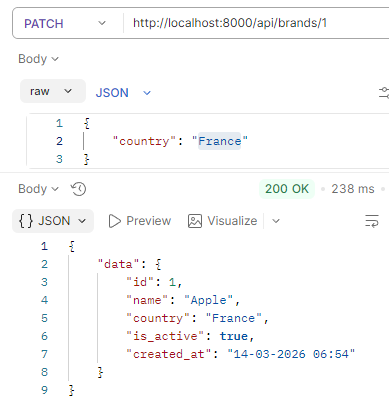 PATCH http://localhost:8000/api/brands/1
Body
raw JSON
1 {
2 "country": "France"
3 }
Body 200 OK • 238 ms •
{} JSON Preview Visualize
1 {
2 "data": {
3 "id": 1,
4 "name": "Apple",
5 "country": "France",
6 "is_active": true,
7 "created_at": "14-03-2026 06:54"
8 }
9 }